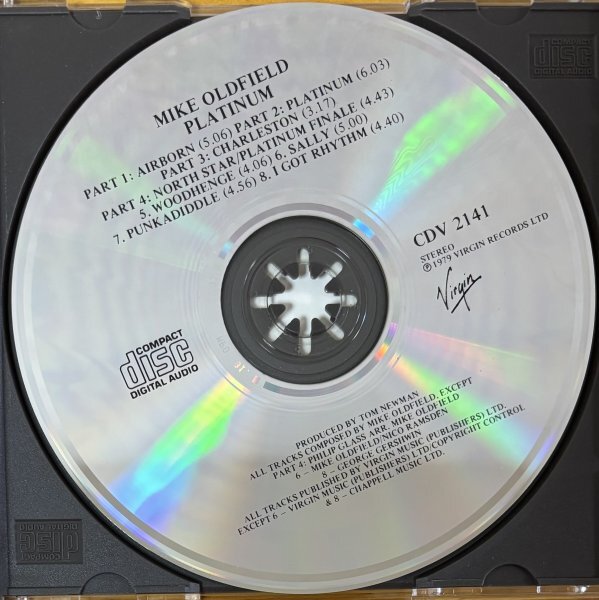 MIKE OLDFIELD
PLATINUM
PART 1: AIRBORN (5.06) PART 2: PLATINUM (6.03)
PART 3: CHARLESTON (3.17)
PART 4: NORTH STAR/PLATINUM FINALE (4.43)
5. WOODHENGE (4.06) 6. SALLY (5.00)
7. PUNKADIDDLE (4.56) 8. I GOT RHYTHM (4.40)
CDV 2141
STEREO
℗1979 VIRGIN RECORDS LTD
Virgin
COMPACT
disc
DIGITAL AUDIO
PRODUCED BY TOM NEWMAN
ALL TRACKS COMPOSED BY MIKE OLDFIELD, EXCEPT
PART 4: PHILIP GLASS ARR. MIKE OLDFIELD
6 – MIKE OLDFIELD/NICO RAMSDEN
8 – GEORGE GERSHWIN
ALL TRACKS PUBLISHED BY VIRGIN MUSIC (PUBLISHERS) LTD.
EXCEPT 6 – VIRGIN MUSIC (PUBLISHERS) LTD/COPYRIGHT CONTROL
& 8 – CHAPPELL MUSIC LTD.
COMPACT
disc
DIGITAL AUDIO
COMPACT
disc
DIGITAL AUDIO